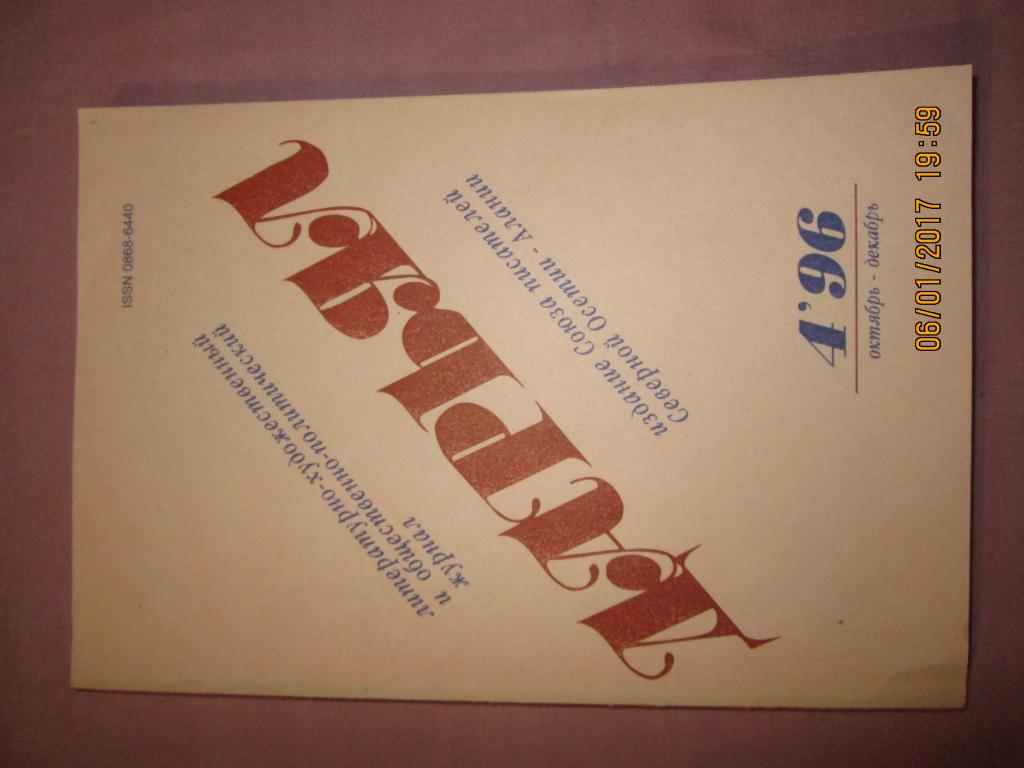 ISSN 0868-6440
литературно-художественный
и общественно-политический
журнал
дарьял
издание Союза писателей
Северной Осетии - Алании
4'96
октябрь - декабрь
06/01/2017 19:59